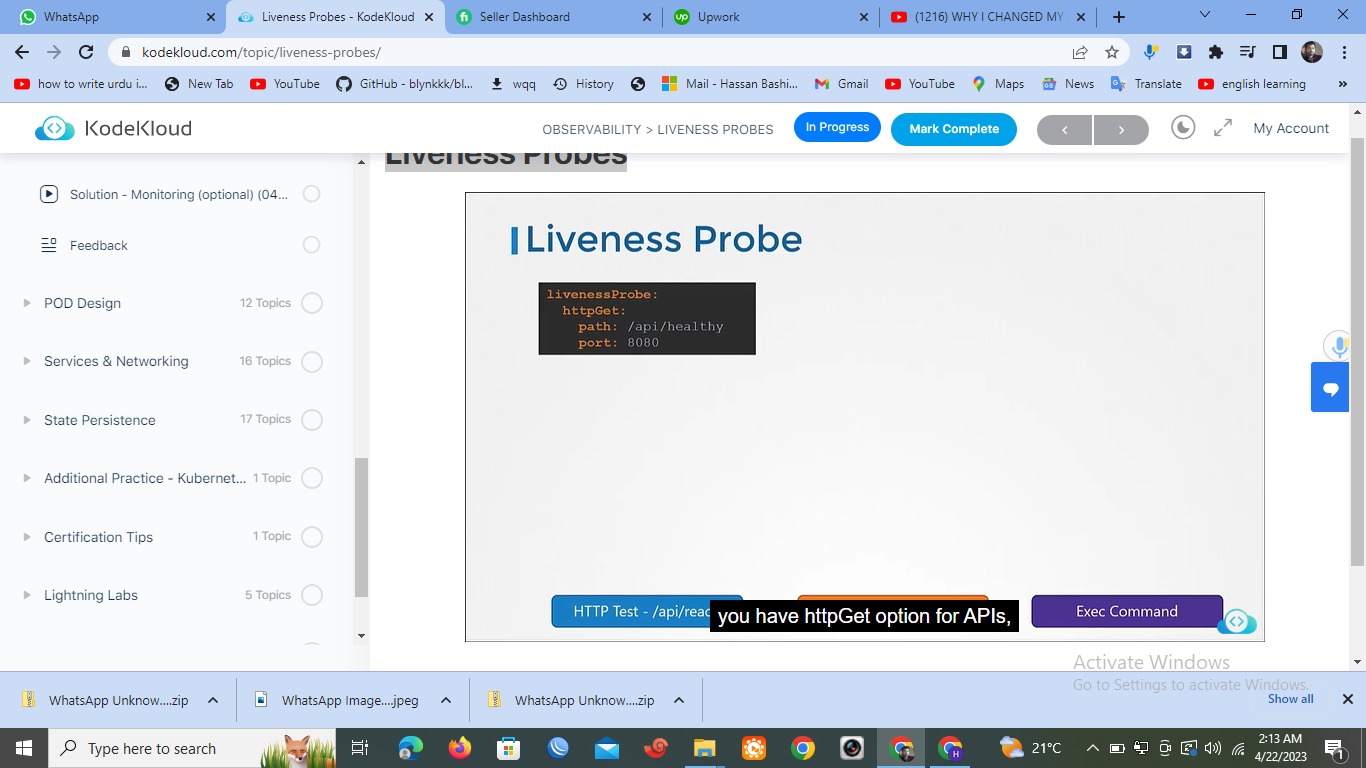 WhatsApp
Liveness Probes - KodeKloud
Seller Dashboard
Upwork
(1216) WHY I CHANGED MY
kodekloud.com/topic/liveness-probes/
how to write urdu i...
New Tab
YouTube
GitHub - blynkkk/bl...
wqq
History
Mail - Hassan Bashi...
Gmail
YouTube
Maps
News
Translate
english learning
»
KodeKloud
OBSERVABILITY > LIVENESS PROBES
In Progress
Mark Complete
My Account
Liveness Probes
Solution - Monitoring (optional) (04...
Feedback
POD Design 12 Topics
Services & Networking 16 Topics
State Persistence 17 Topics
Additional Practice - Kubernet... 1 Topic
Certification Tips 1 Topic
Lightning Labs 5 Topics
Liveness Probe
livenessProbe:
httpGet:
path: /api/healthy
port: 8080
HTTP Test - /api/read
you have httpGet option for APIs,
Exec Command
Activate Windows
Go to Settings to activate Windows.
WhatsApp Unknow....zip
WhatsApp Image....jpeg
WhatsApp Unknow....zip
Show all
Type here to search
21°C
2:13 AM
4/22/2023
1